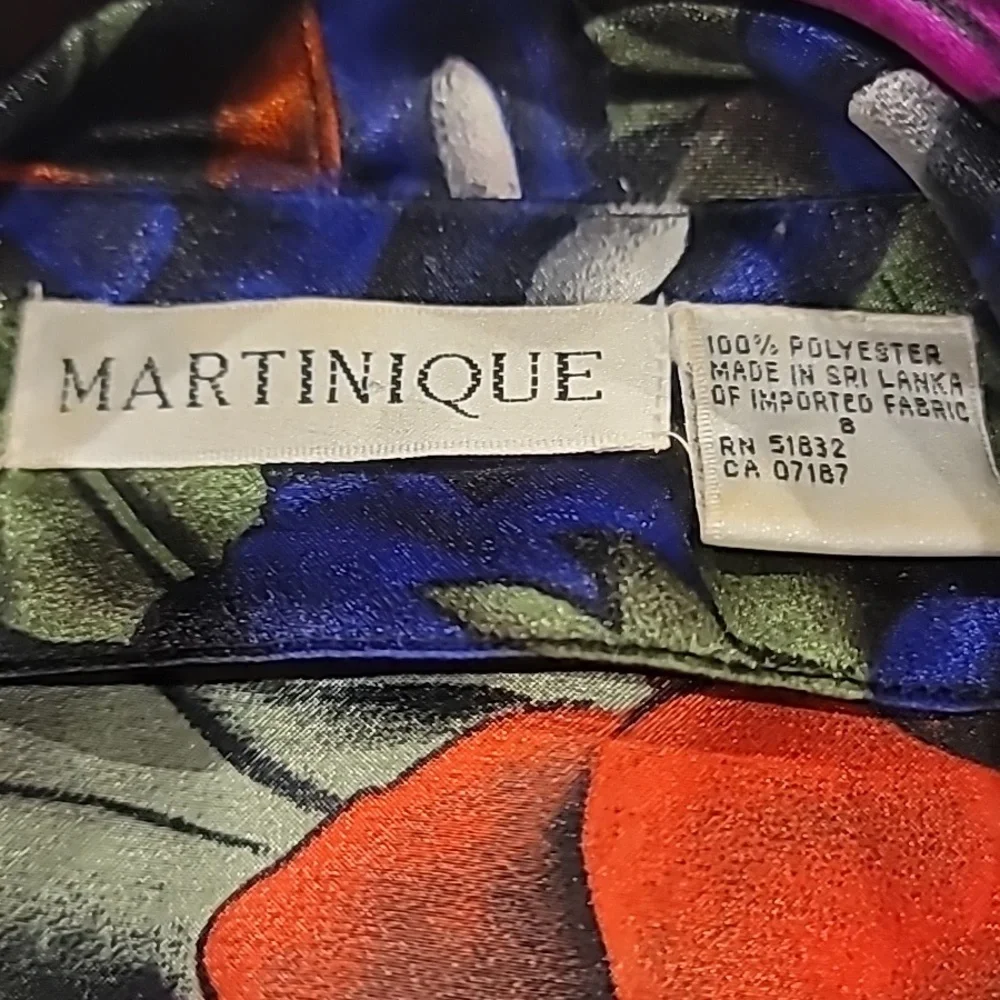 MARTINIQUE
100% POLYESTER
MADE IN SRI LANKA
OF IMPORTED FABRIC
8
RN 51832
CA 07187